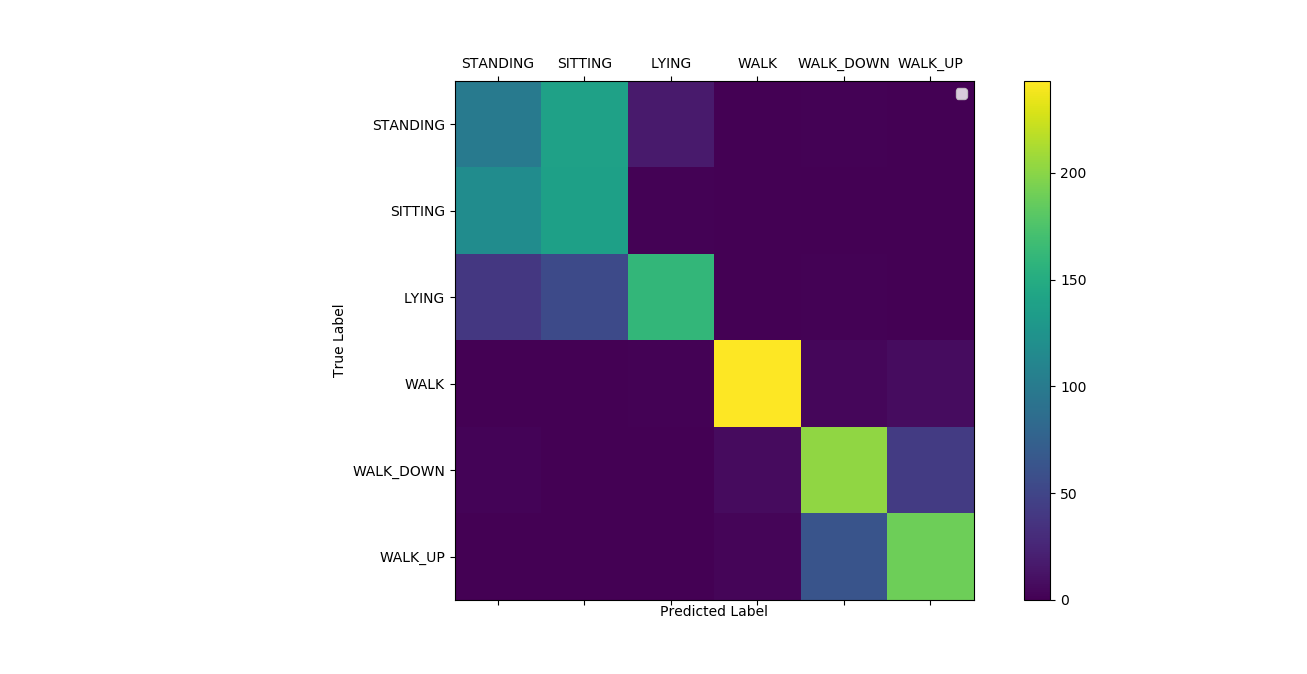 STANDING SITTING LYING WALK WALK_DOWN WALK_UP
STANDING
SITTING
LYING
WALK
WALK_DOWN
WALK_UP
True Label
Predicted Label
200
150
100
50
0